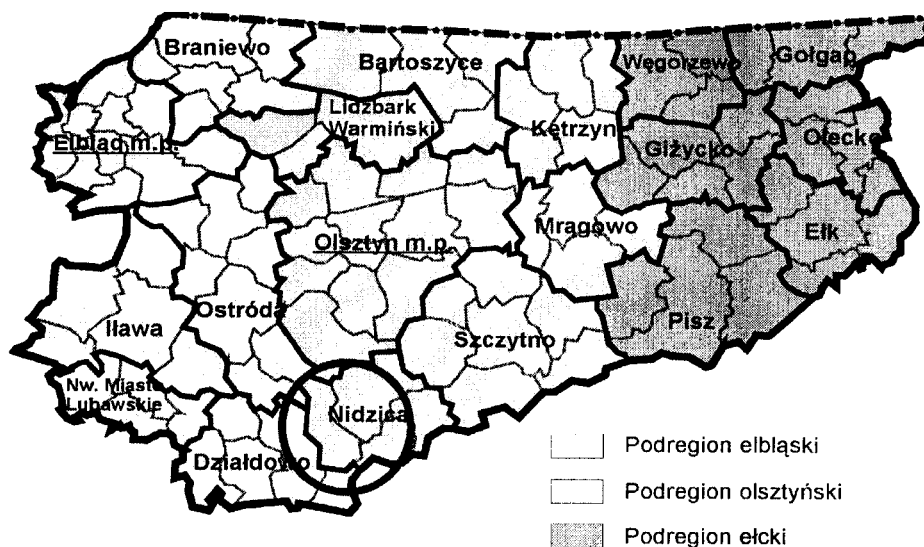 Braniewo
Bartoszyce
Węgorzewo
Gołgap
Lidzbark
Warmiński
Kętrzyn
Elbląg m.p.
Giżycko
Olecko
Olsztyn m.p.
Mrągowo
Ełk
Ostróda
Iława
Szczytno
Pisz
Nw. Miasto
Lubawskie
Nidzica
Działdowo
Podregion elbląski
Podregion olsztyński
Podregion ełcki